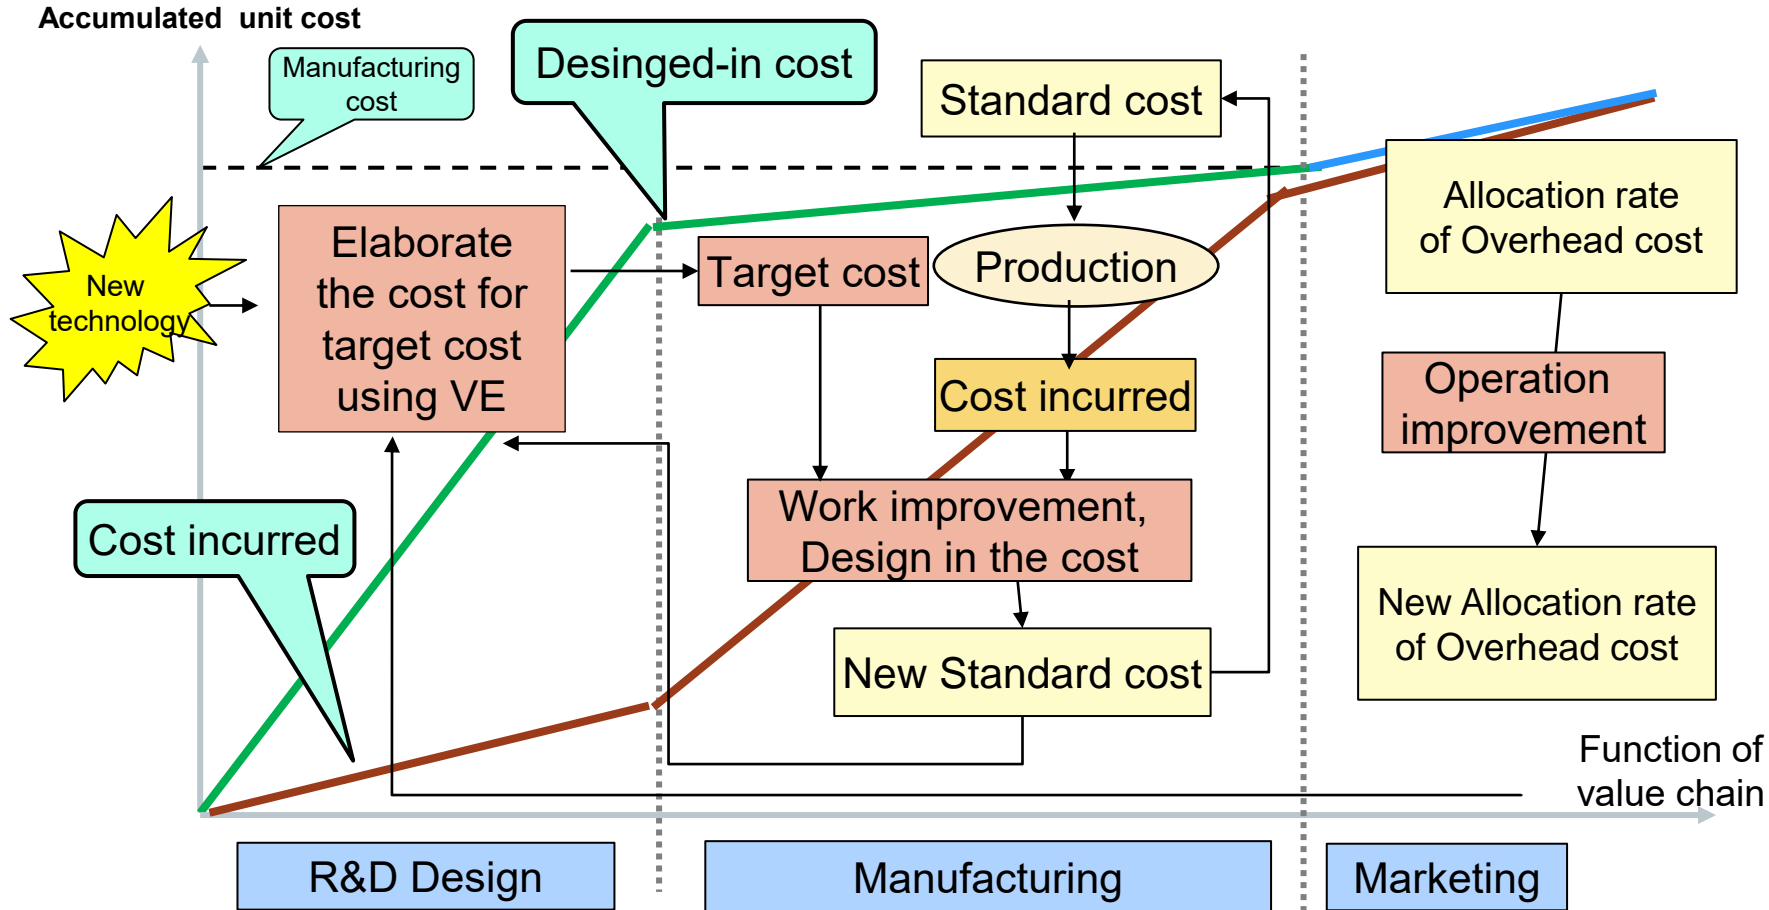 Accumulated unit cost
Manufacturing
cost
Desinged-in cost
Standard cost
Allocation rate
of Overhead cost
New
technology
Elaborate
the cost for
target cost
using VE
Target cost
Production
Cost incurred
Operation
improvement
Work improvement,
Design in the cost
Cost incurred
New Standard cost
New Allocation rate
of Overhead cost
Function of
value chain
R&D Design
Manufacturing
Marketing